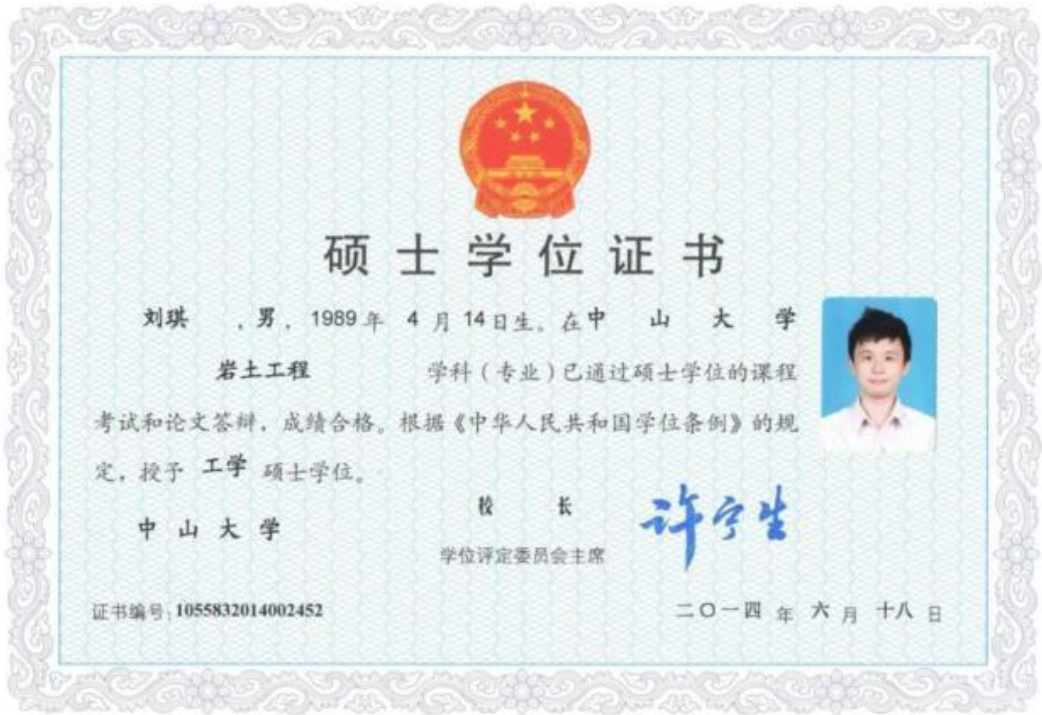 硕士学位证书
刘琪 ，男，1989年 4月14日生。在中山大学
岩土工程 学科（专业）已通过硕士学位的课程
考试和论文答辩，成绩合格。根据《中华人民共和国学位条例》的规
定，授予 工学 硕士学位。
中山大学
校长 许宁生
学位评定委员会主席
证书编号：1055832014002452
二〇一四年六月十八日